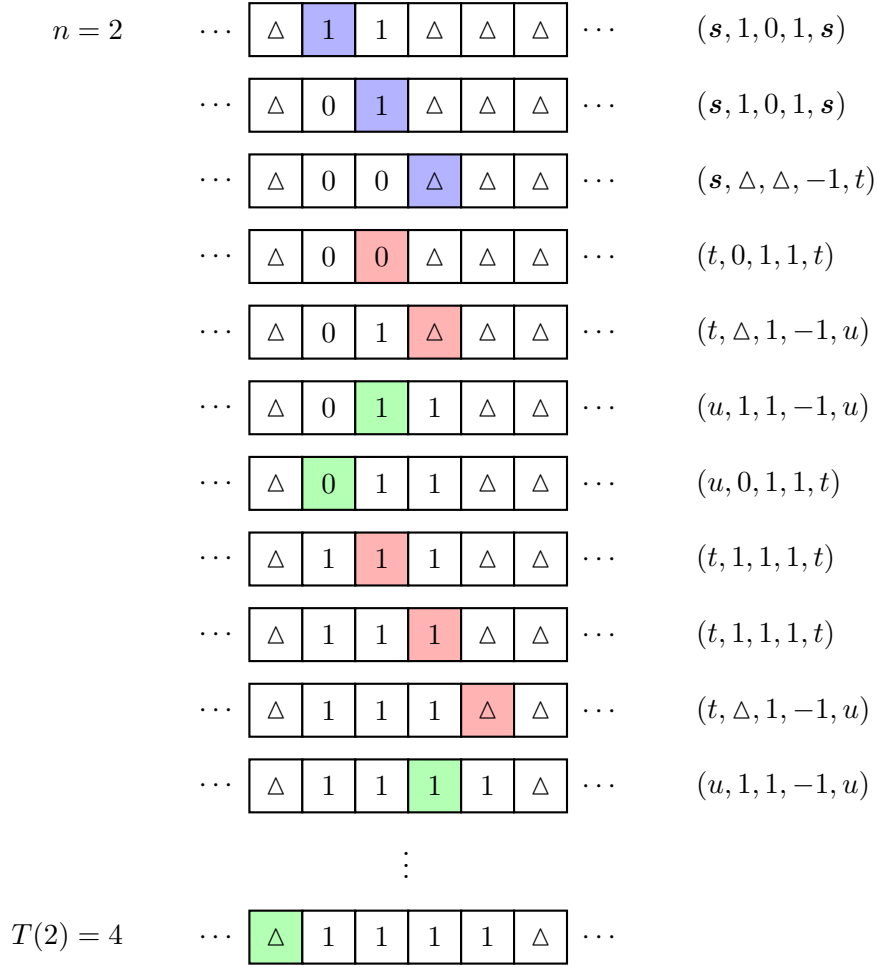 n = 2 ⋯ △ 1 1 △ △ △ ⋯ (s, 1, 0, 1, s)
⋯ △ 0 1 △ △ △ ⋯ (s, 1, 0, 1, s)
⋯ △ 0 0 △ △ △ ⋯ (s, △, △, −1, t)
⋯ △ 0 0 △ △ △ ⋯ (t, 0, 1, 1, t)
⋯ △ 0 1 △ △ △ ⋯ (t, △, 1, −1, u)
⋯ △ 0 1 1 △ △ ⋯ (u, 1, 1, −1, u)
⋯ △ 0 1 1 △ △ ⋯ (u, 0, 1, 1, t)
⋯ △ 1 1 1 △ △ ⋯ (t, 1, 1, 1, t)
⋯ △ 1 1 1 △ △ ⋯ (t, 1, 1, 1, t)
⋯ △ 1 1 1 △ △ ⋯ (t, △, 1, −1, u)
⋯ △ 1 1 1 1 △ ⋯ (u, 1, 1, −1, u)
⋮
T(2) = 4 ⋯ △ 1 1 1 1 △ ⋯